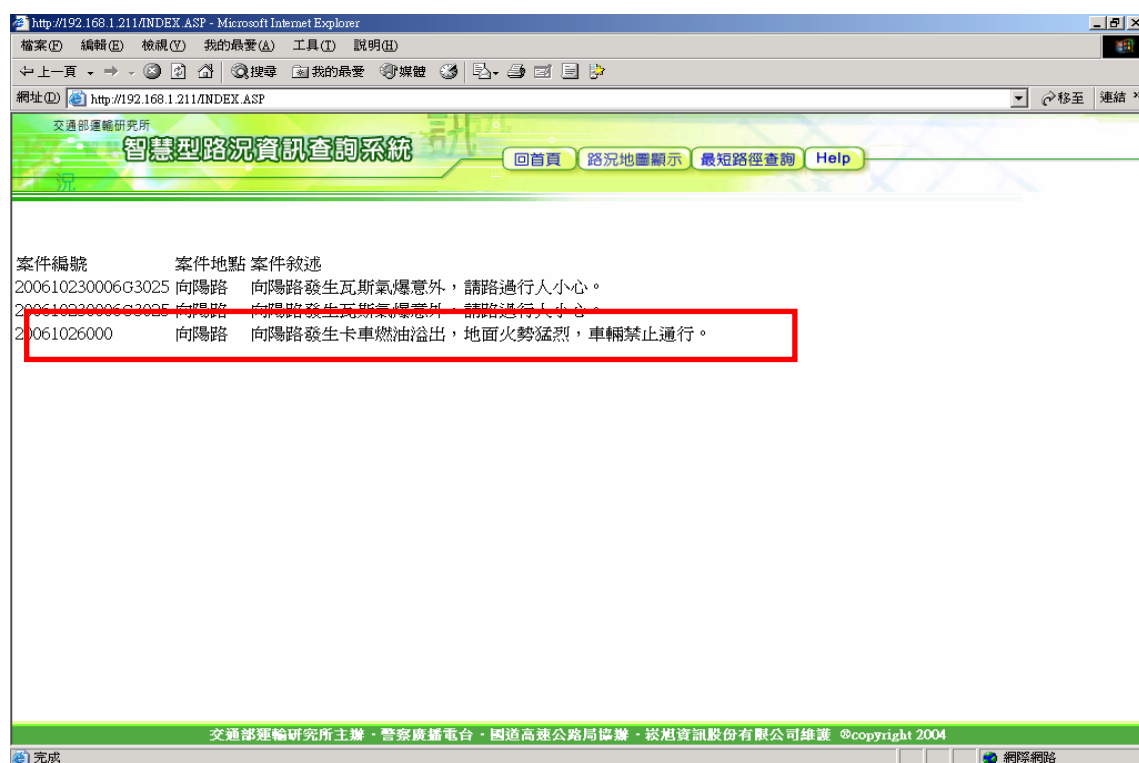 http://192.168.1.211/INDEX.ASP - Microsoft Internet Explorer
檔案(F) 編輯(E) 檢視(V) 我的最愛(A) 工具(T) 說明(H)
上一頁 搜尋 我的最愛 媒體
網址(D) http://192.168.1.211/INDEX.ASP 移至 連結 »
交通部運輸研究所
智慧型路況資訊查詢系統 訊
回首頁 路況地圖顯示 最短路徑查詢 Help
況
案件編號 案件地點 案件敘述
200610230006G3025 向陽路 向陽路發生瓦斯氣爆意外，請路過行人小心。
200610230006G3025 向陽路 向陽路發生瓦斯氣爆意外，請路過行人小心。
20061026000 向陽路 向陽路發生卡車燃油溢出，地面火勢猛烈，車輛禁止通行。
交通部運輸研究所主辦．警察廣播電台．國道高速公路局協辦．崧旭資訊股份有限公司維護 ©copyright 2004
完成 網際網路